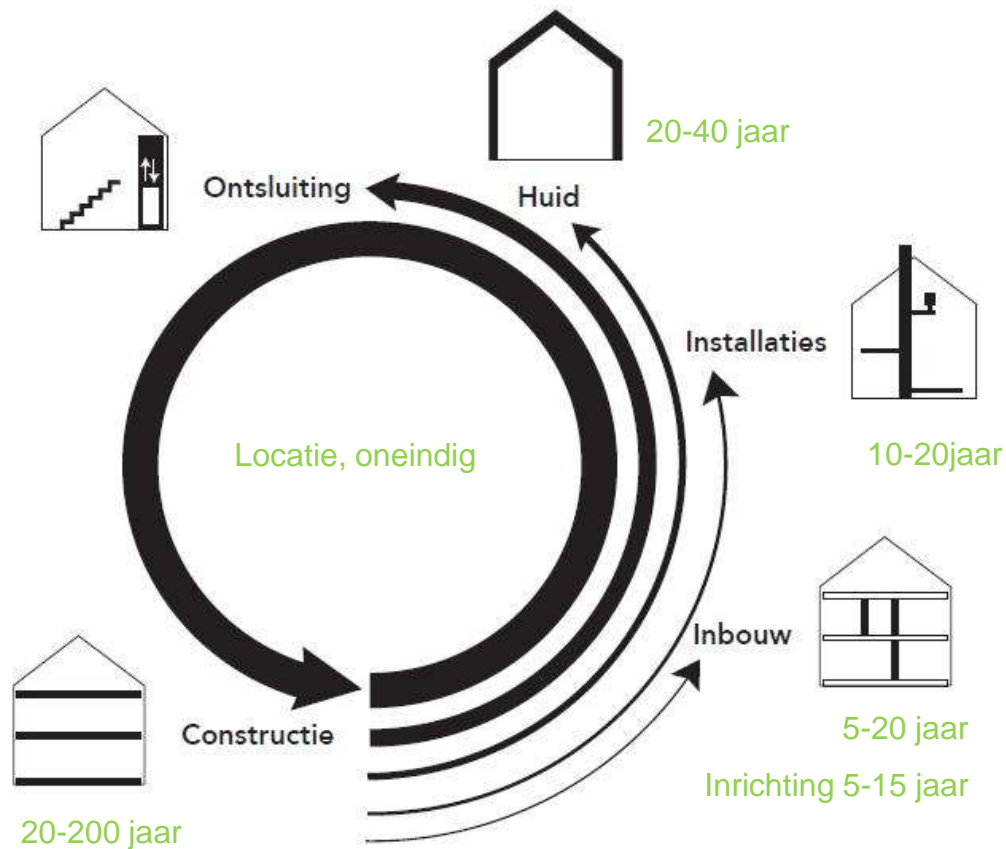 20-40 jaar
Ontsluiting
Huid
Installaties
10-20jaar
Locatie, oneindig
Inbouw
5-20 jaar
Inrichting 5-15 jaar
Constructie
20-200 jaar